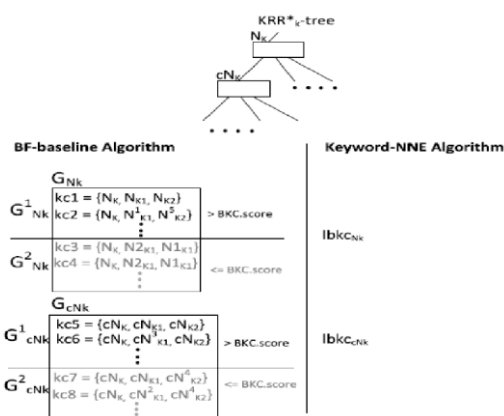 KRR*k-tree
NK
cNK
BF-baseline Algorithm
Keyword-NNE Algorithm
GNk
G1Nk
kc1 = {NK, NK1, NK2}
kc2 = {NK, N1K1, N5K2}
> BKC.score
lbkcNk
G2Nk
kc3 = {NK, N2K1, N1K1}
kc4 = {NK, N2K1, N1K1}
<= BKC.score
GcNk
G1cNk
kc5 = {cNK, cNK1, cNK2}
kc6 = {cNK, cN3K1, cNK2}
> BKC.score
lbkccNk
G2cNk
kc7 = {cNK, cNK1, cN4K2}
kc8 = {cNK, cN2K1, cN4K2}
<= BKC.score